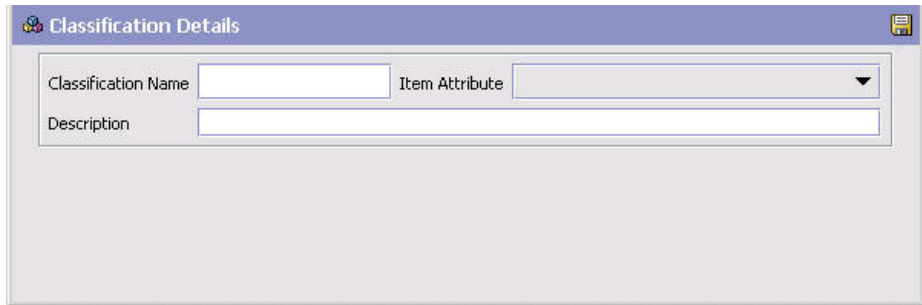 Classification Details
Classification Name Item Attribute
Description